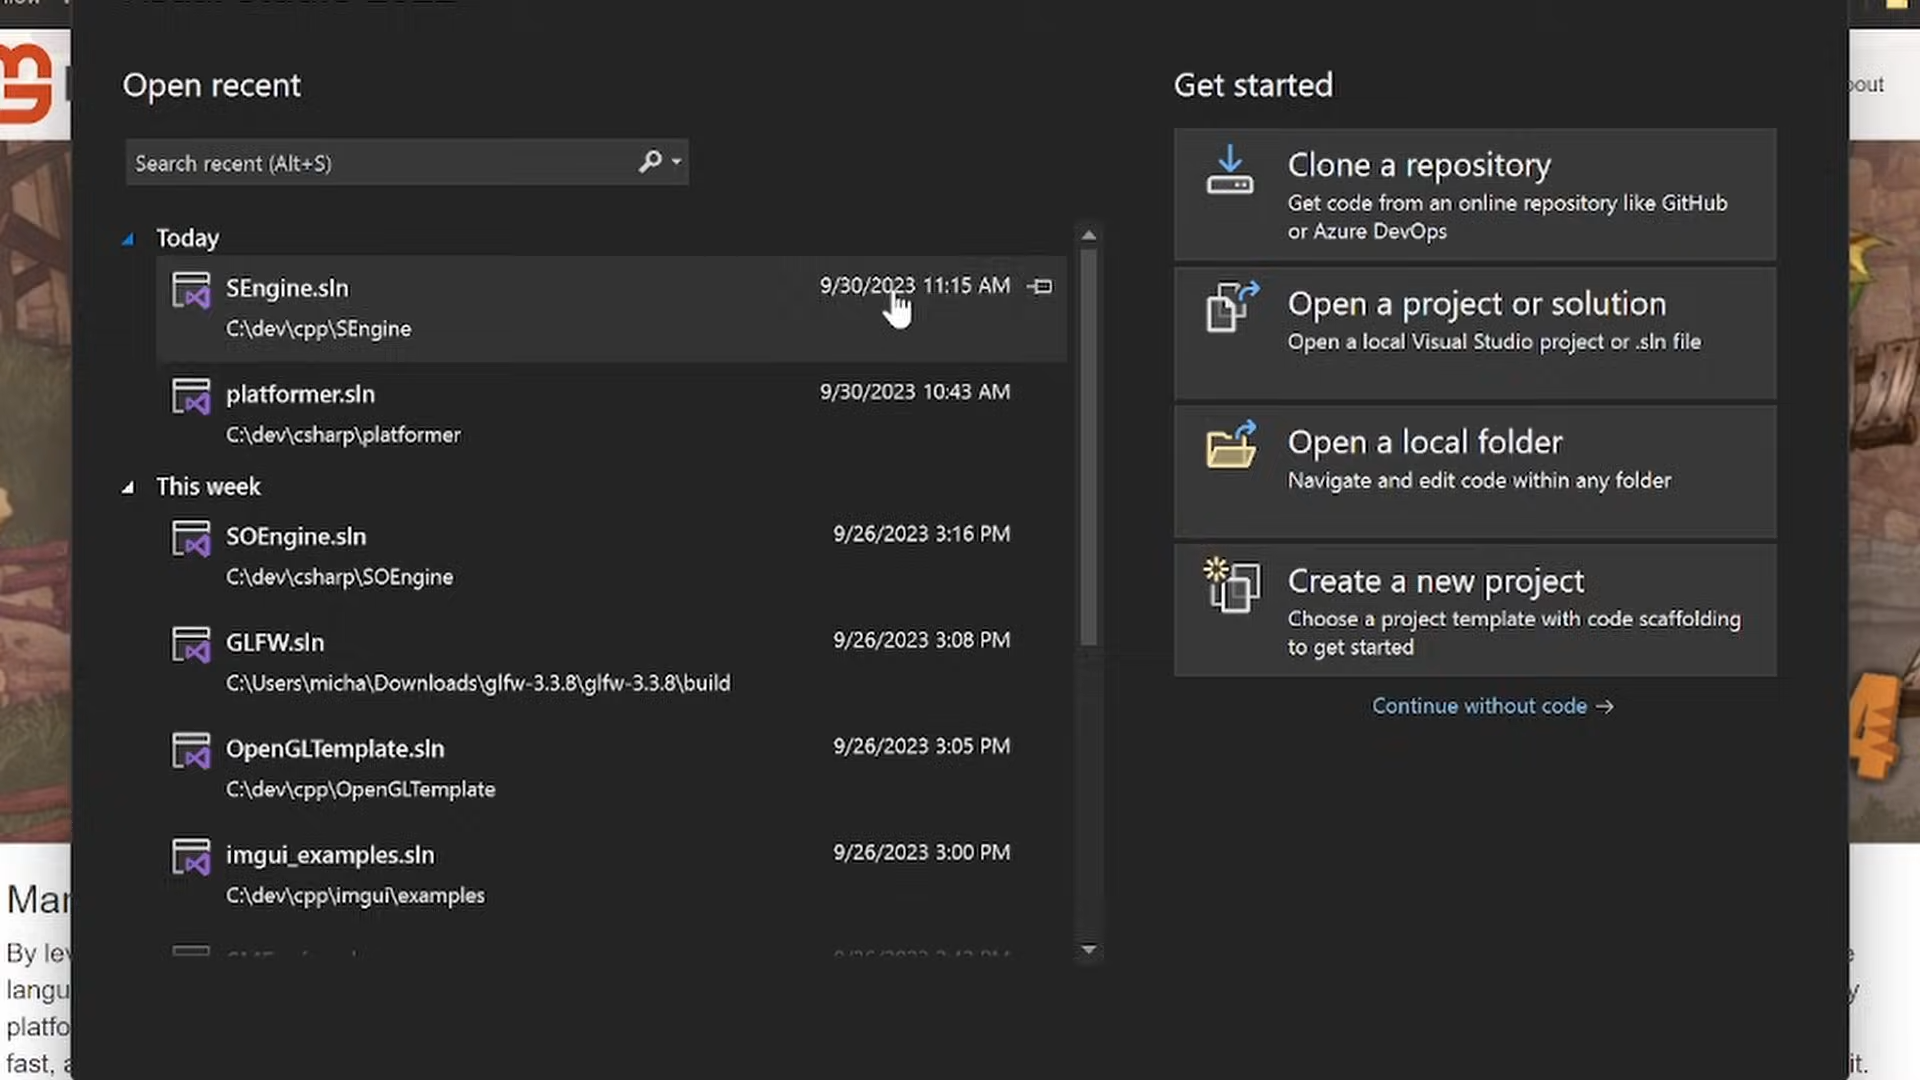 Open recent
Get started
Search recent (Alt+S)
Today
SEngine.sln
9/30/2023 11:15 AM
C:\dev\cpp\SEngine
platformer.sln
9/30/2023 10:43 AM
C:\dev\csharp\platformer
This week
SOEngine.sln
9/26/2023 3:16 PM
C:\dev\csharp\SOEngine
GLFW.sln
9/26/2023 3:08 PM
C:\Users\micha\Downloads\glfw-3.3.8\glfw-3.3.8\build
OpenGLTemplate.sln
9/26/2023 3:05 PM
C:\dev\cpp\OpenGLTemplate
imgui_examples.sln
9/26/2023 3:00 PM
C:\dev\cpp\imgui\examples
Clone a repository
Get code from an online repository like GitHub
or Azure DevOps
Open a project or solution
Open a local Visual Studio project or .sln file
Open a local folder
Navigate and edit code within any folder
Create a new project
Choose a project template with code scaffolding
to get started
Continue without code →
By
fast,
it.